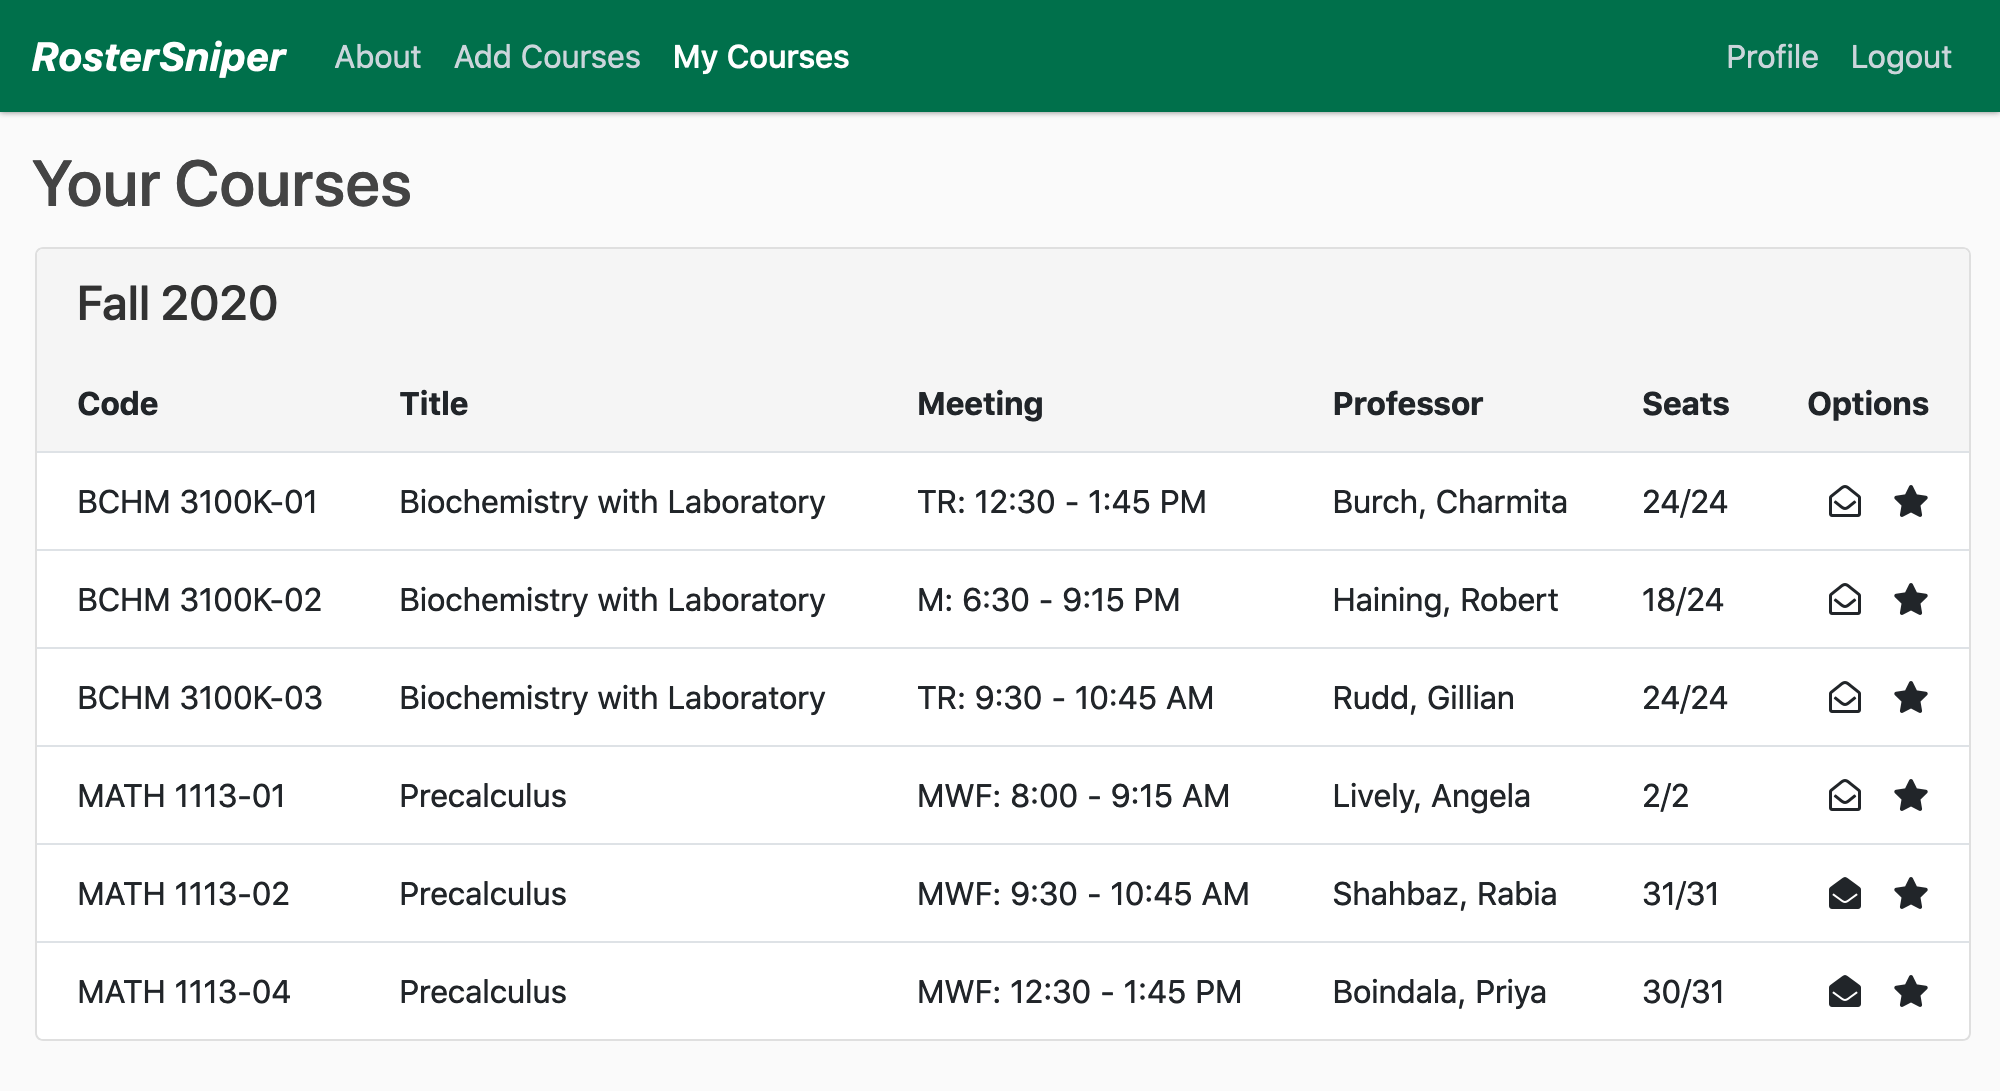 RosterSniper About Add Courses My Courses Profile Logout
Your Courses
Fall 2020
Code Title Meeting Professor Seats Options
BCHM 3100K-01 Biochemistry with Laboratory TR: 12:30 - 1:45 PM Burch, Charmita 24/24
BCHM 3100K-02 Biochemistry with Laboratory M: 6:30 - 9:15 PM Haining, Robert 18/24
BCHM 3100K-03 Biochemistry with Laboratory TR: 9:30 - 10:45 AM Rudd, Gillian 24/24
MATH 1113-01 Precalculus MWF: 8:00 - 9:15 AM Lively, Angela 2/2
MATH 1113-02 Precalculus MWF: 9:30 - 10:45 AM Shahbaz, Rabia 31/31
MATH 1113-04 Precalculus MWF: 12:30 - 1:45 PM Boindala, Priya 30/31